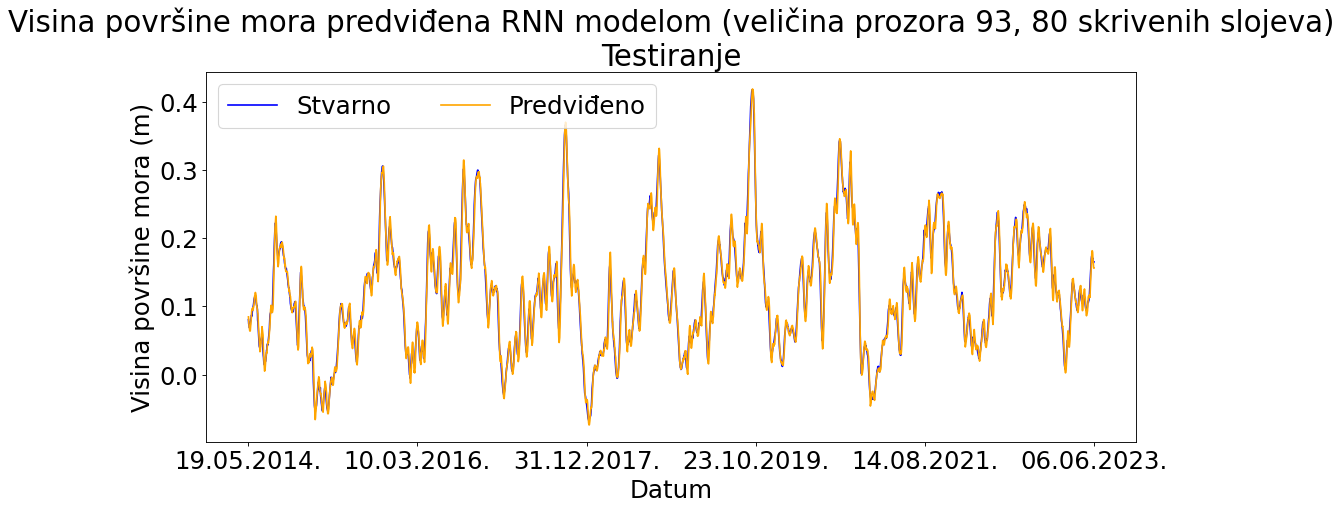 Visina površine mora predviđena RNN modelom (veličina prozora 93, 80 skrivenih slojeva)
Testiranje
Stvarno Predviđeno
Visina površine mora (m)
0.4
0.3
0.2
0.1
0.0
19.05.2014. 10.03.2016. 31.12.2017. 23.10.2019. 14.08.2021. 06.06.2023.
Datum